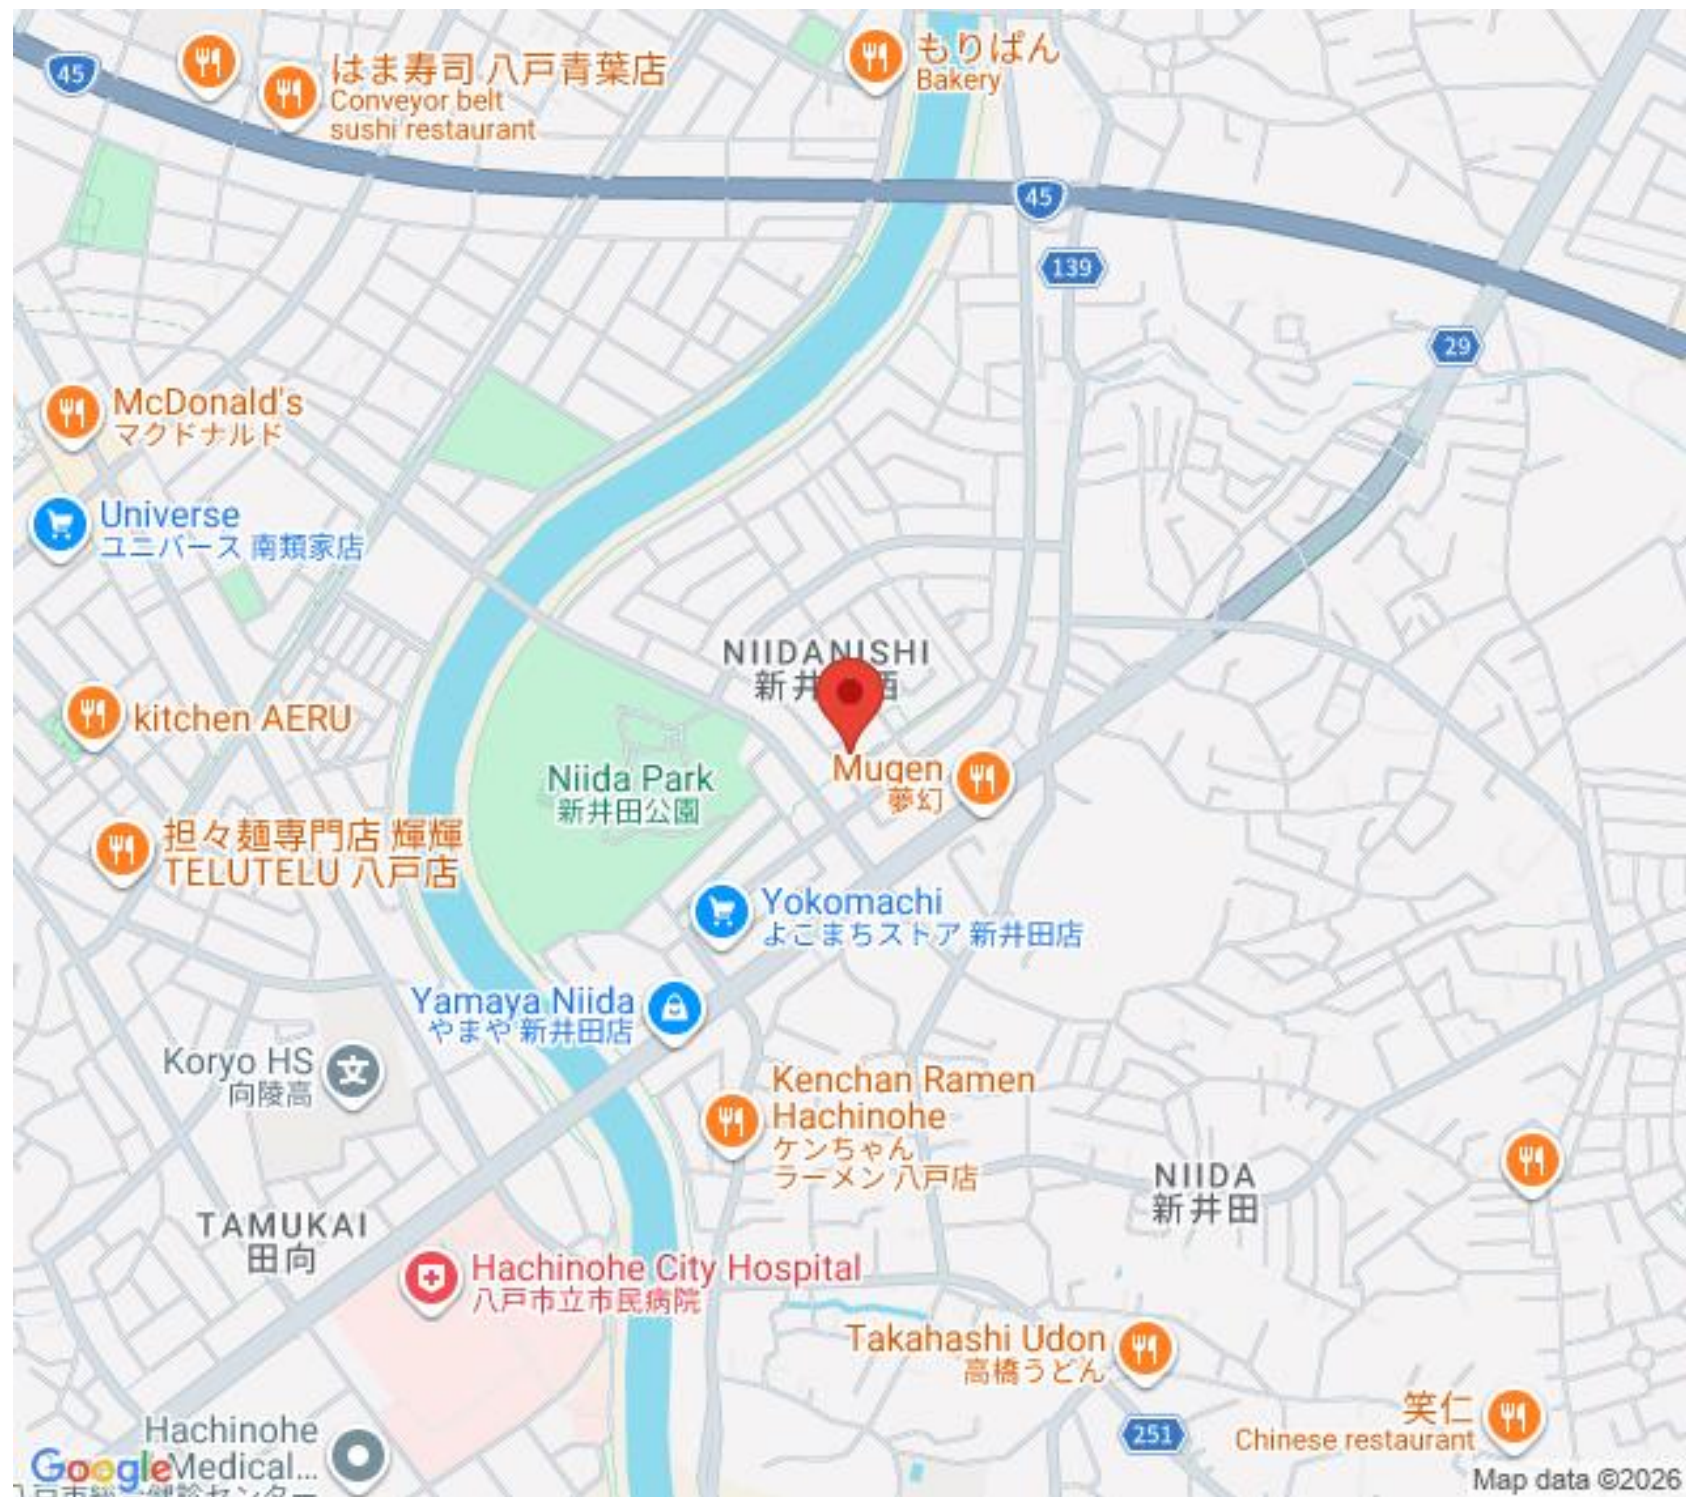 45
はま寿司 八戸青葉店
Conveyor belt
sushi restaurant
もりぱん
Bakery
45
139
29
McDonald's
マクドナルド
Universe
ユニバース 南類家店
NIIDANISHI
新井 西
kitchen AERU
Niida Park
新井田公園
Mugen
夢幻
担々麺専門店 輝輝
TELUTELU 八戸店
Yokomachi
よこまちストア 新井田店
Yamaya Niida
やまや 新井田店
Koryo HS
向陵高
文
Kenchan Ramen
Hachinohe
ケンちゃん
ラーメン 八戸店
NIIDA
新井田
TAMUKAI
田向
Hachinohe City Hospital
八戸市立市民病院
Takahashi Udon
高橋うどん
笑仁
Chinese restaurant
251
Hachinohe
Medical...
Google
Map data ©2026